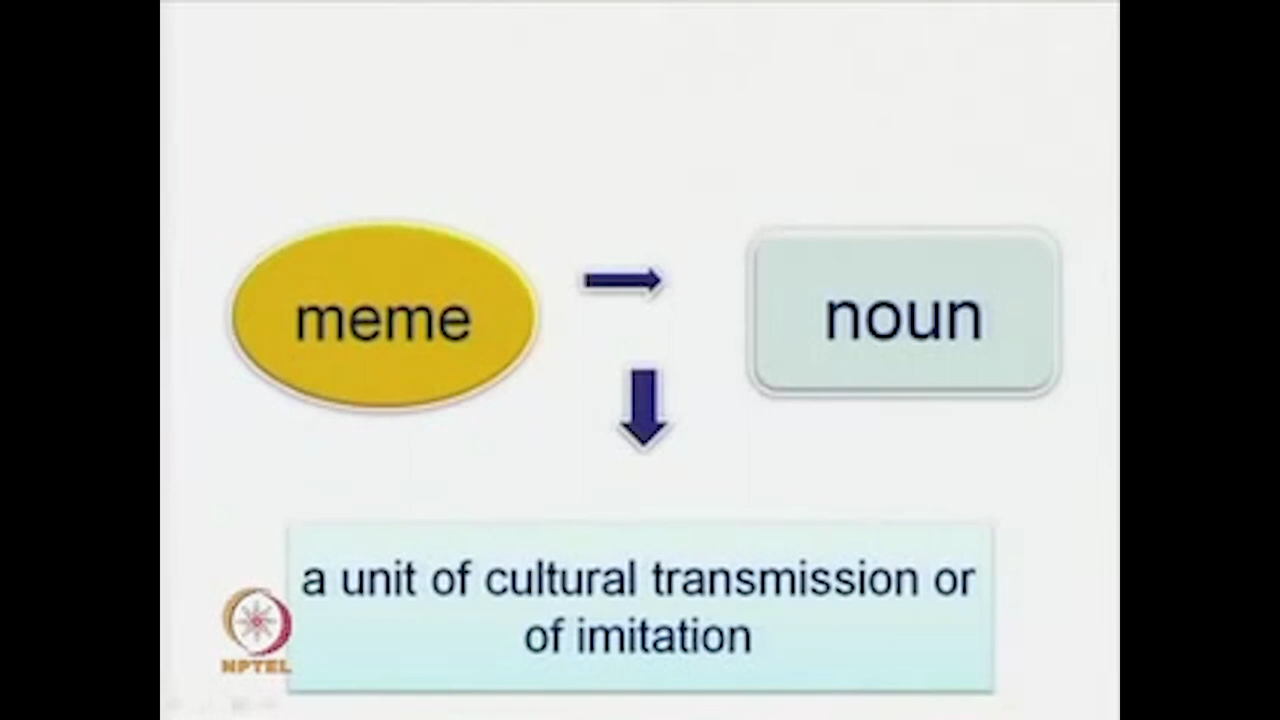 meme
noun
a unit of cultural transmission or
of imitation
NPTEL